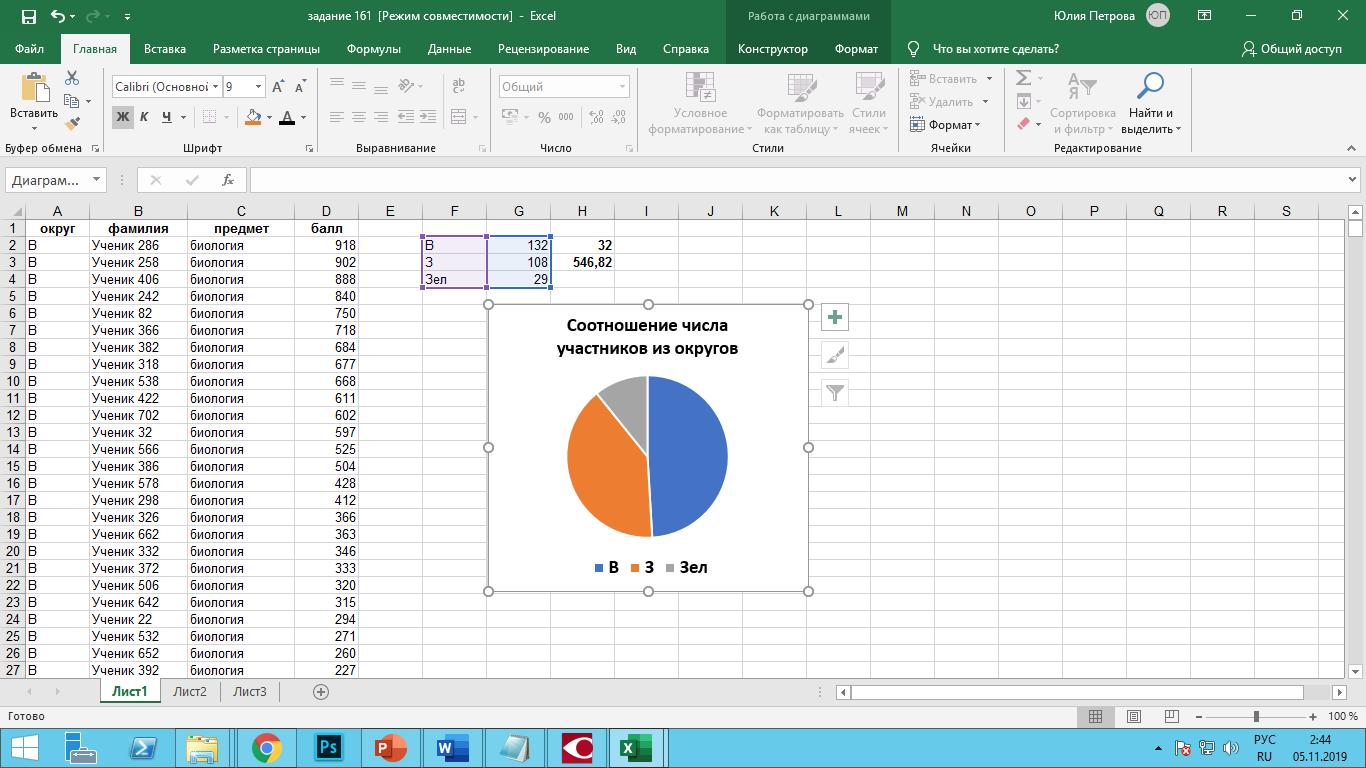 задание 161 [Режим совместимости] - Excel
Работа с диаграммами
Юлия Петрова ЮП
Файл Главная Вставка Разметка страницы Формулы Данные Рецензирование Вид Справка Конструктор Формат Что вы хотите сделать? Общий доступ
Вставить
Calibri (Основной 9 А А
Ж К Ч А
Общий
% 000
Условное форматирование
Форматировать как таблицу
Стили ячеек
Вставить
Удалить
Формат
Сортировка и фильтр
Найти и выделить
Буфер обмена Шрифт Выравнивание Число Стили Ячейки Редактирование
Диаграм... fx
A B C D E F G H I J K L M N O P Q R S
1 округ фамилия предмет балл
2 В Ученик 286 биология 918 В 132 32
3 В Ученик 258 биология 902 З 108 546,82
4 В Ученик 406 биология 888 Зел 29
5 В Ученик 242 биология 840
6 В Ученик 82 биология 750
7 В Ученик 366 биология 718
8 В Ученик 382 биология 684
9 В Ученик 318 биология 677
10 В Ученик 538 биология 668
11 В Ученик 422 биология 611
12 В Ученик 702 биология 602
13 В Ученик 32 биология 597
14 В Ученик 566 биология 525
15 В Ученик 386 биология 504
16 В Ученик 578 биология 428
17 В Ученик 298 биология 412
18 В Ученик 326 биология 366
19 В Ученик 662 биология 363
20 В Ученик 332 биология 346
21 В Ученик 372 биология 333
22 В Ученик 506 биология 320
23 В Ученик 642 биология 315
24 В Ученик 22 биология 294
25 В Ученик 532 биология 271
26 В Ученик 652 биология 260
27 В Ученик 392 биология 227
Соотношение числа
участников из округов
В З Зел
Лист1 Лист2 Лист3
Готово
100 %
Ps P W X
РУС 2:44
RU 05.11.2019